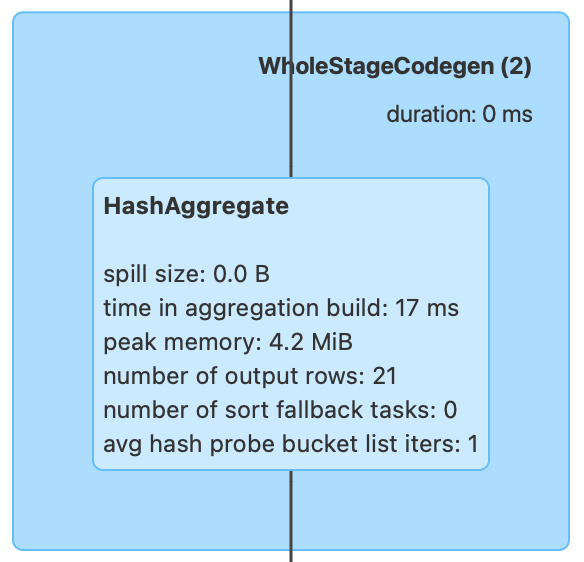 WholeStageCodegen (2)
duration: 0 ms
HashAggregate
spill size: 0.0 B
time in aggregation build: 17 ms
peak memory: 4.2 MiB
number of output rows: 21
number of sort fallback tasks: 0
avg hash probe bucket list iters: 1